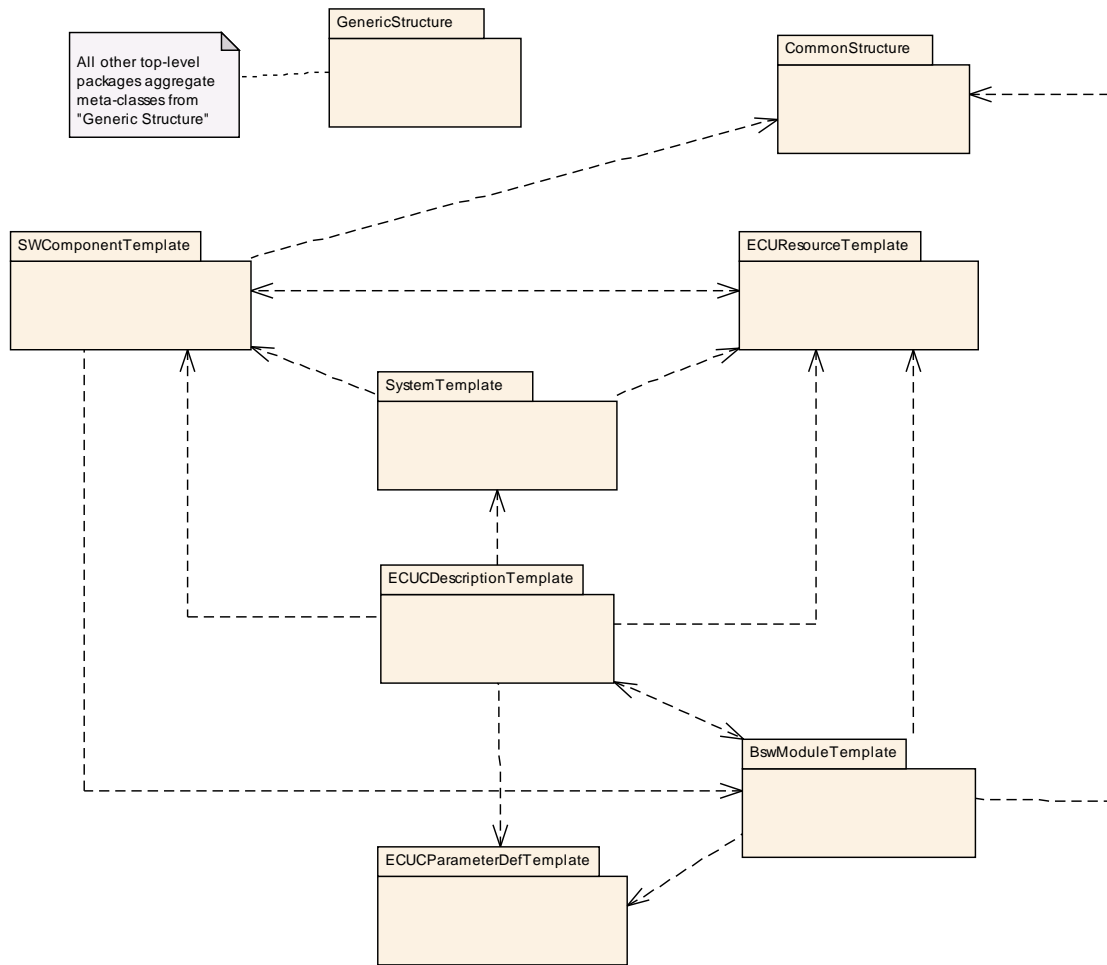 GenericStructure
All other top-level
packages aggregate
meta-classes from
"Generic Structure"
CommonStructure
SWComponentTemplate
ECUResourceTemplate
SystemTemplate
ECUCDescriptionTemplate
BswModuleTemplate
ECUCParameterDefTemplate